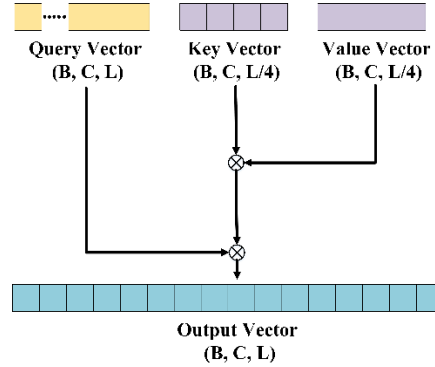 Query Vector
(B, C, L)
Key Vector
(B, C, L/4)
Value Vector
(B, C, L/4)
Output Vector
(B, C, L)